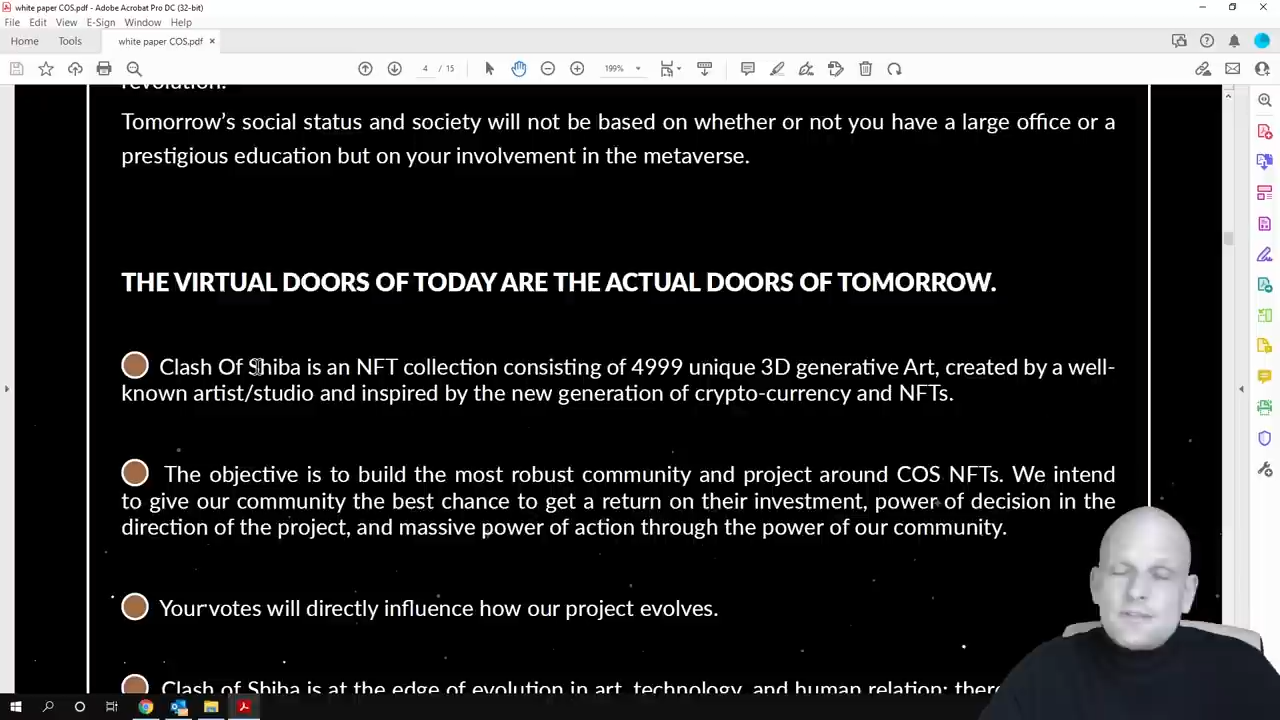 white paper COS.pdf - Adobe Acrobat Pro DC (32-bit)
File Edit View E-Sign Window Help
Home Tools white paper COS.pdf ×
4 / 15 199%
revolution.
Tomorrow's social status and society will not be based on whether or not you have a large office or a
prestigious education but on your involvement in the metaverse.
THE VIRTUAL DOORS OF TODAY ARE THE ACTUAL DOORS OF TOMORROW.
Clash Of Shiba is an NFT collection consisting of 4999 unique 3D generative Art, created by a well-
known artist/studio and inspired by the new generation of crypto-currency and NFTs.
The objective is to build the most robust community and project around COS NFTs. We intend
to give our community the best chance to get a return on their investment, power of decision in the
direction of the project, and massive power of action through the power of our community.
Your votes will directly influence how our project evolves.
Clash of Shiba is at the edge of evolution in art, technology, and human relation;